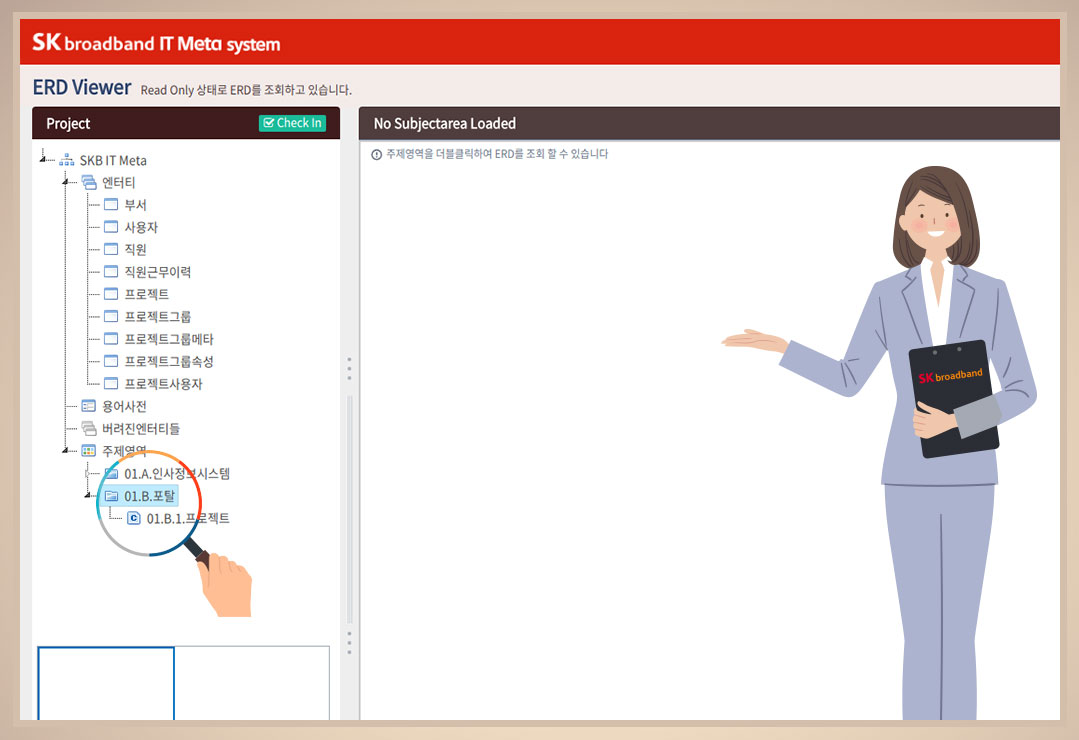 SK broadband IT Meta system
ERD Viewer Read Only 상태로 ERD를 조회하고 있습니다.
Project Check In
SKB IT Meta
엔터티
부서
사용자
직원
직원근무이력
프로젝트
프로젝트그룹
프로젝트그룹메타
프로젝트그룹속성
프로젝트사용자
용어사전
버려진엔터티들
주제영역
01.A.인사정보시스템
01.B.포탈
C 01.B.1.프로젝트
No Subjectarea Loaded
주제영역을 더블클릭하여 ERD를 조회 할 수 있습니다
SK broadband